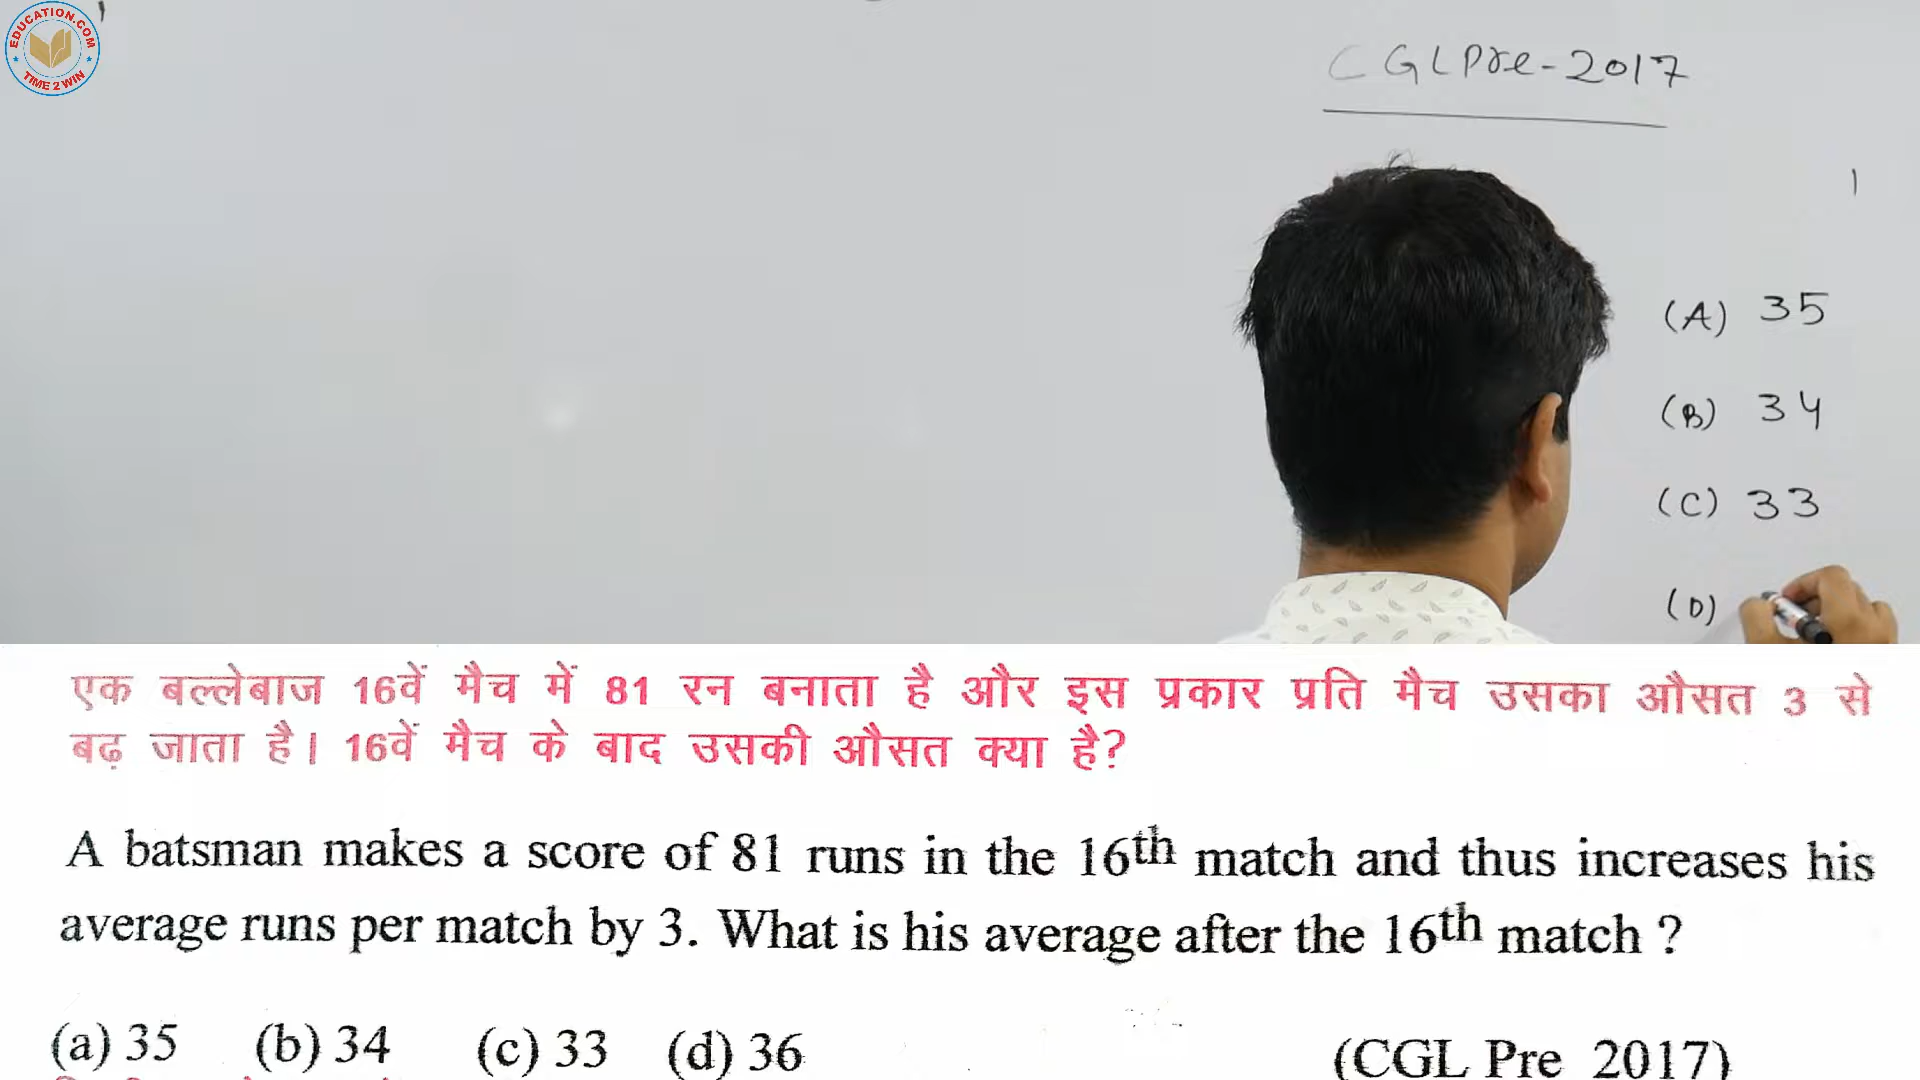 EDUCATION.COM
TIME 2 WIN
CGL Pre-2017
(A) 35
(B) 34
(C) 33
(D)
एक बल्लेबाज 16वें मैच में 81 रन बनाता है और इस प्रकार प्रति मैच उसका औसत 3 से
बढ़ जाता है। 16वें मैच के बाद उसकी औसत क्या है?
A batsman makes a score of 81 runs in the 16th match and thus increases his
average runs per match by 3. What is his average after the 16th match ?
(a) 35 (b) 34 (c) 33 (d) 36 (CGL Pre 2017)